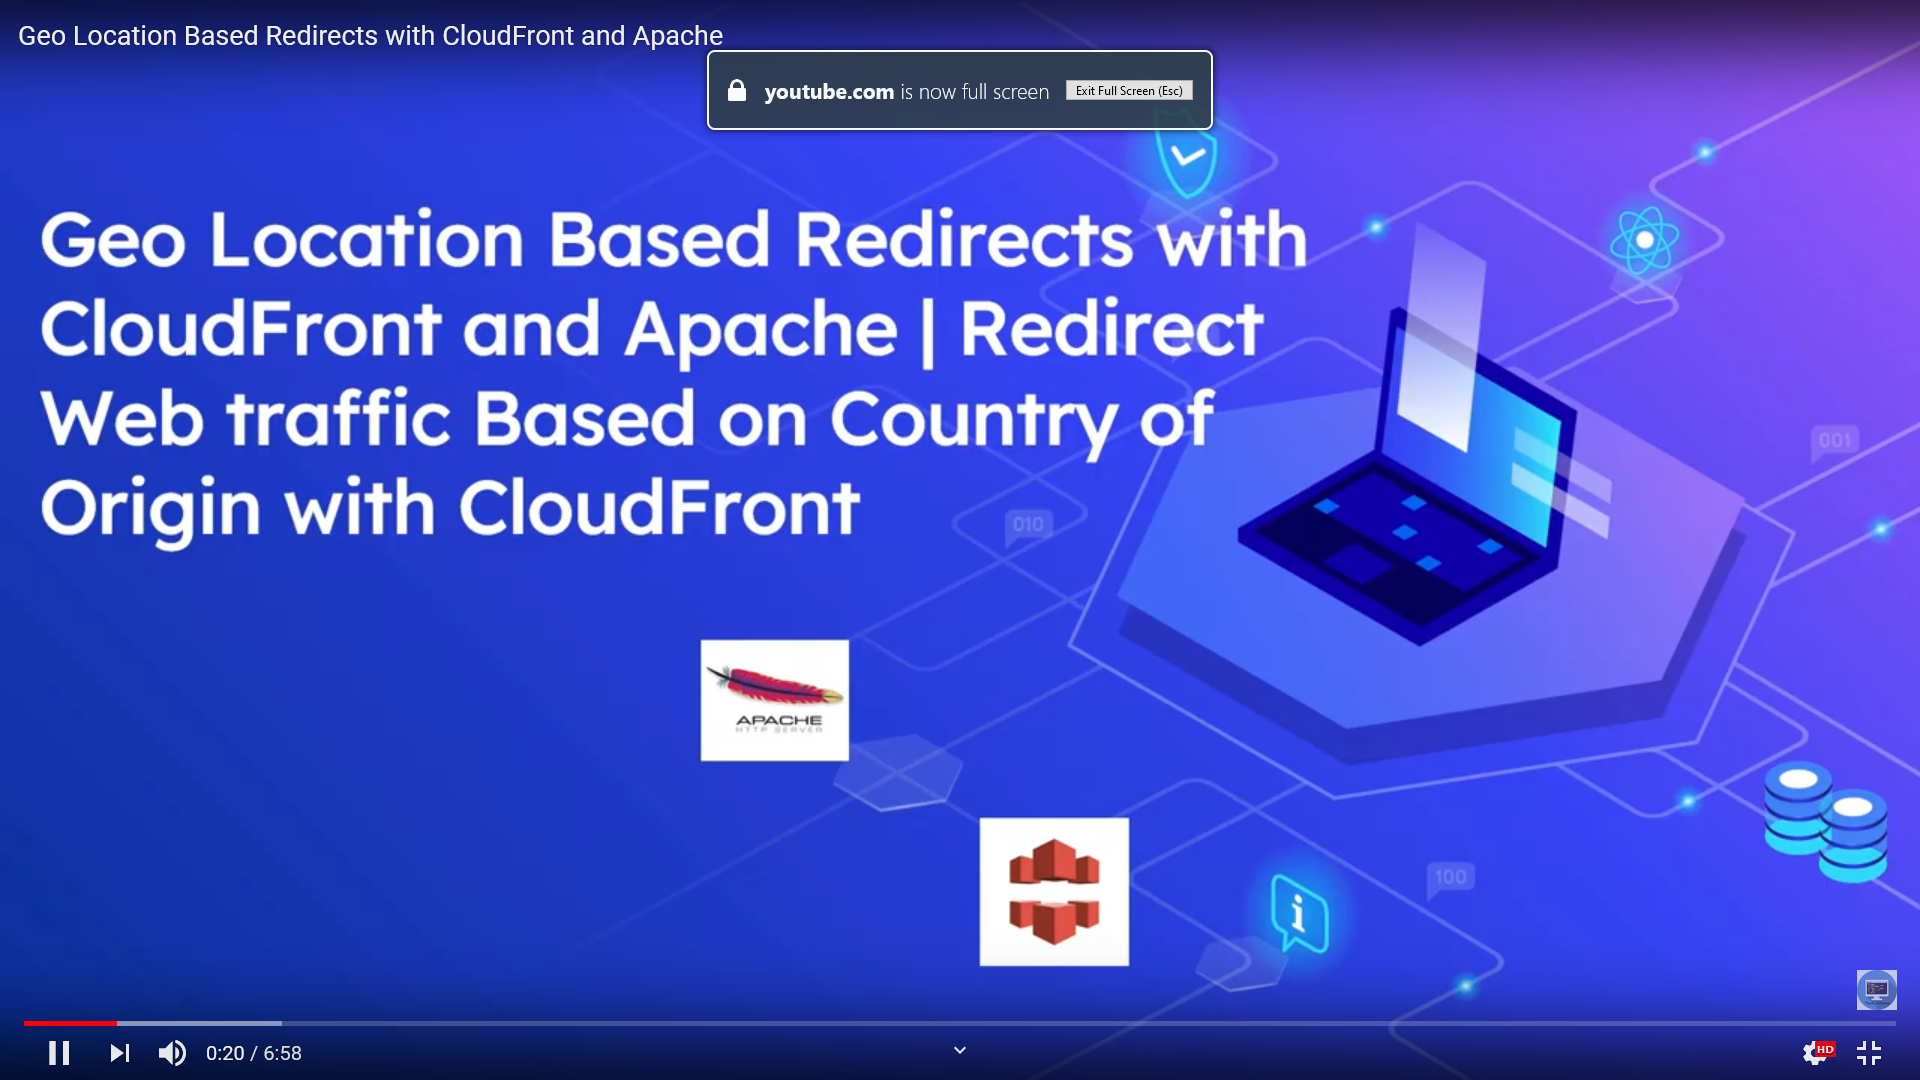 Geo Location Based Redirects with CloudFront and Apache
youtube.com is now full screen Exit Full Screen (Esc)
Geo Location Based Redirects with
CloudFront and Apache | Redirect
Web traffic Based on Country of
Origin with CloudFront
001
010
APACHE
HTTP SERVER
100
i
0:20 / 6:58
HD